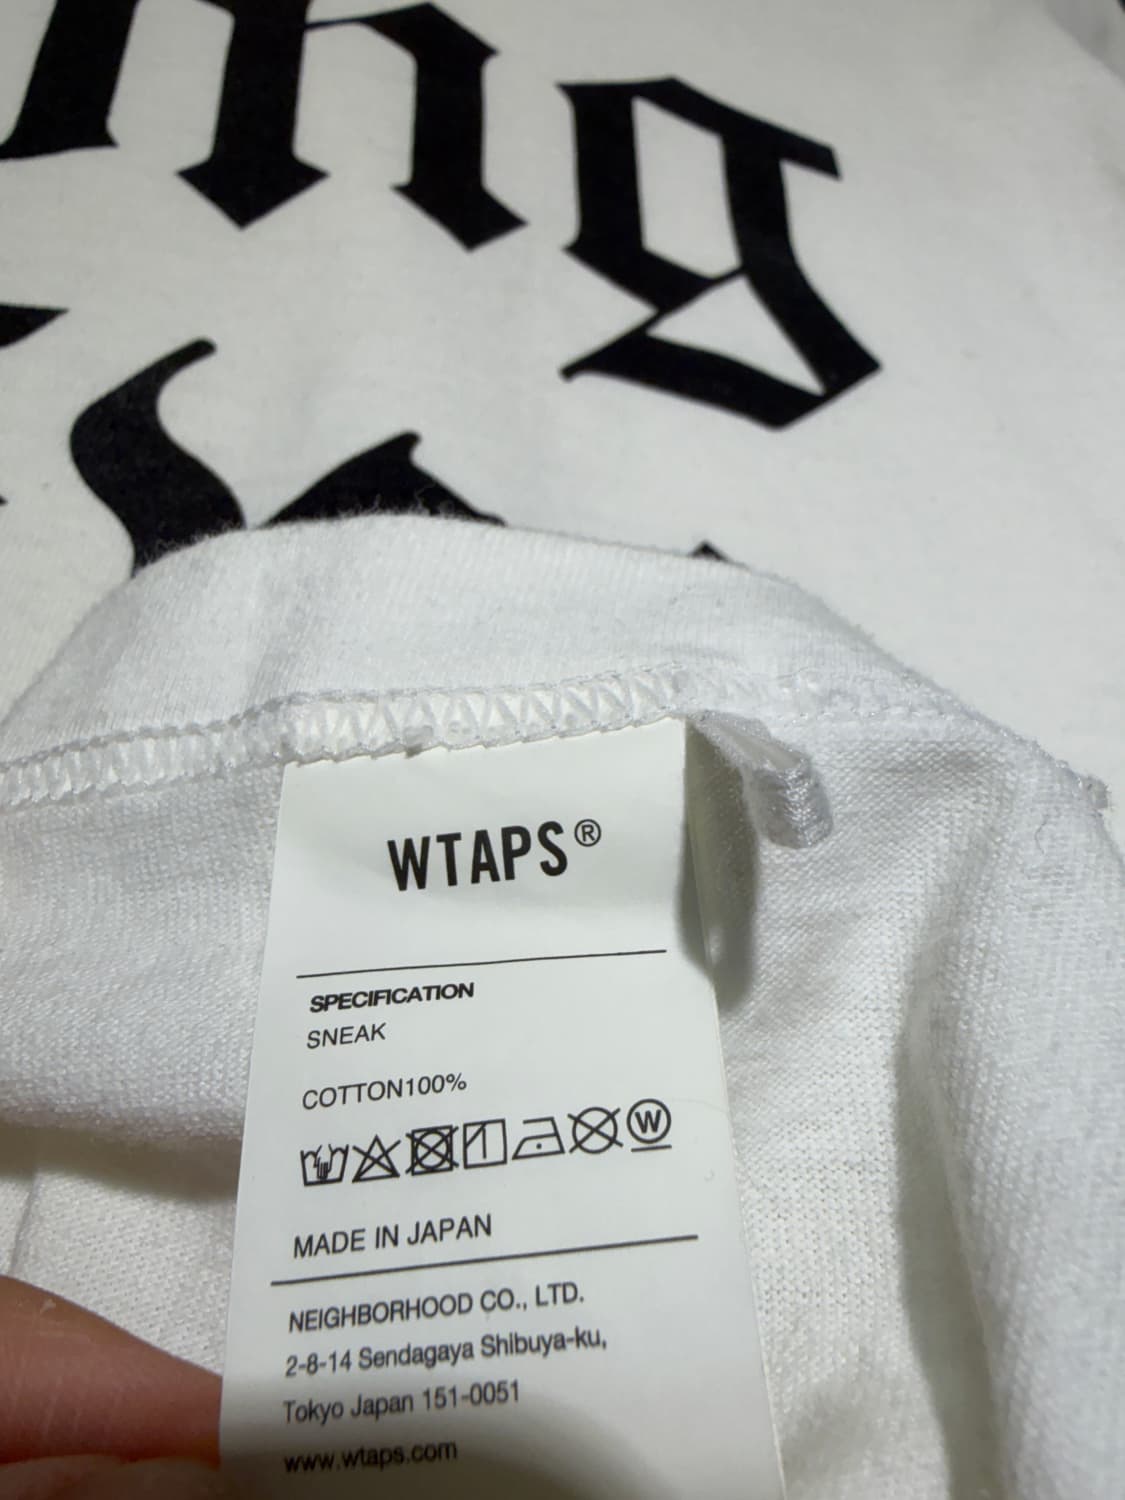 WTAPS®
SPECIFICATION
SNEAK
COTTON100%
W
MADE IN JAPAN
NEIGHBORHOOD CO., LTD.
2-8-14 Sendagaya Shibuya-ku,
Tokyo Japan 151-0051
www.wtaps.com